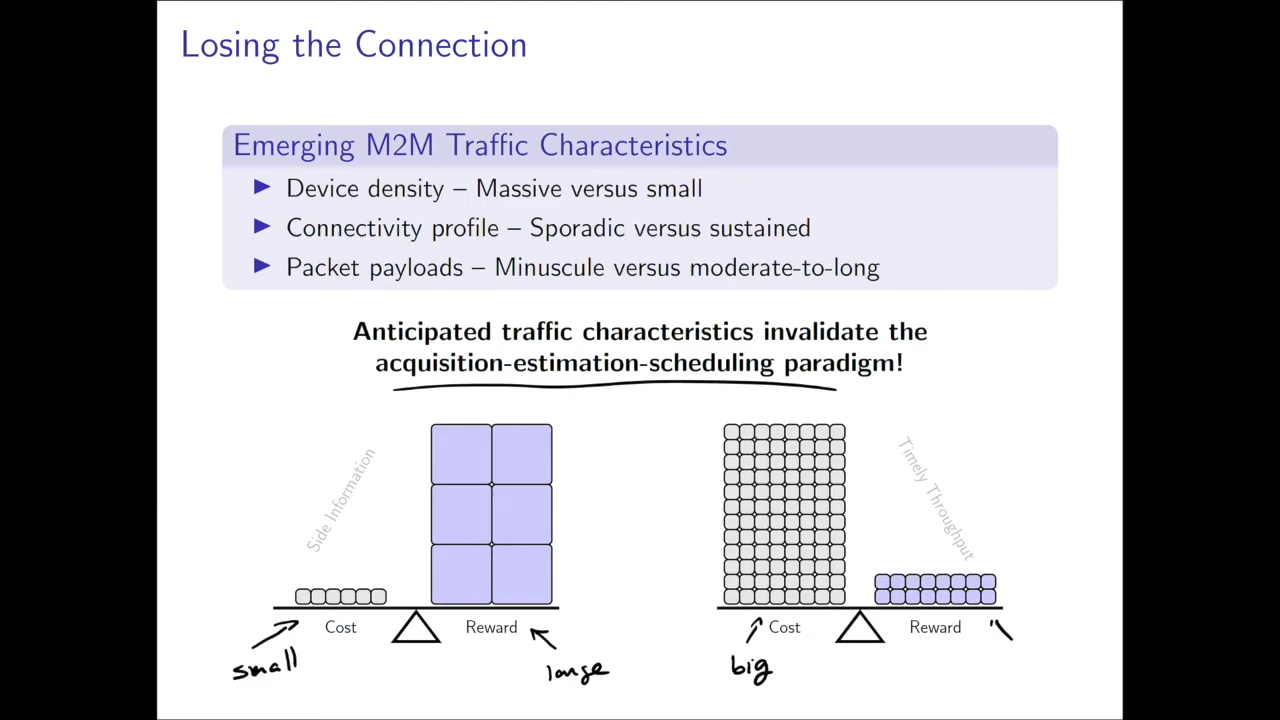 Losing the Connection
Emerging M2M Traffic Characteristics
▶ Device density – Massive versus small
▶ Connectivity profile – Sporadic versus sustained
▶ Packet payloads – Minuscule versus moderate-to-long
Anticipated traffic characteristics invalidate the
acquisition-estimation-scheduling paradigm!
Side Information
Timely Throughput
Cost
Reward
Cost
Reward
small
large
big